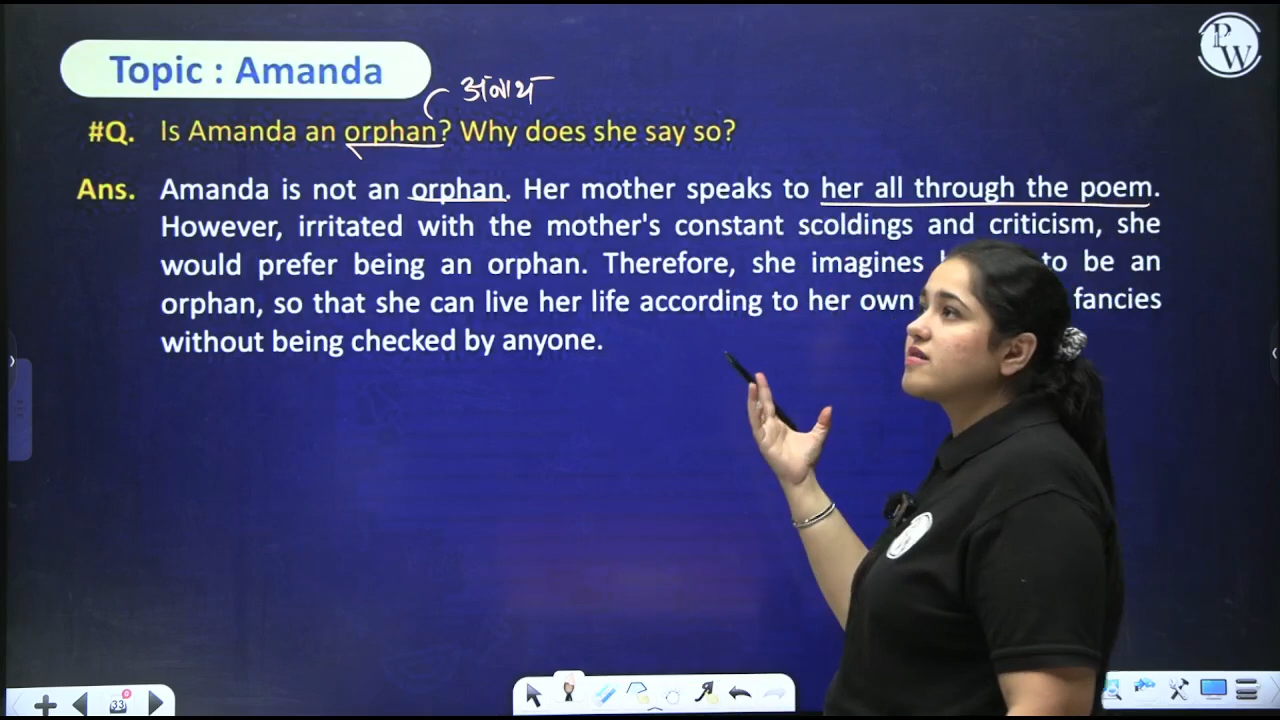 Topic : Amanda
अनाथ
#Q. Is Amanda an orphan? Why does she say so?
Ans. Amanda is not an orphan. Her mother speaks to her all through the poem.
However, irritated with the mother's constant scoldings and criticism, she
would prefer being an orphan. Therefore, she imagines to be an
orphan, so that she can live her life according to her own fancies
without being checked by anyone.
PW
33